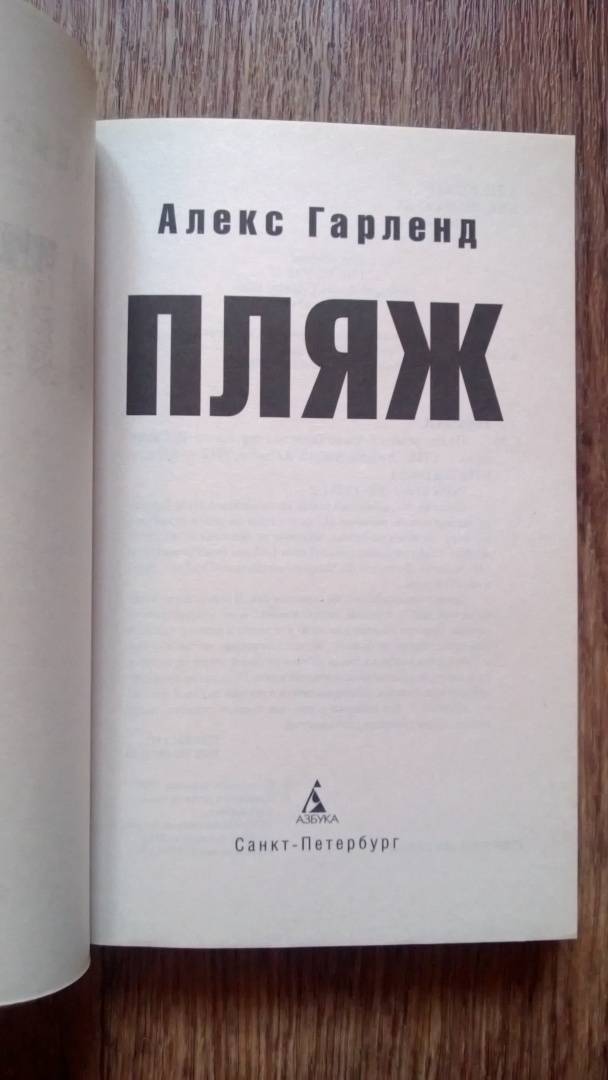 Алекс Гарленд
ПЛЯЖ
АЗБУКА
Санкт-Петербург